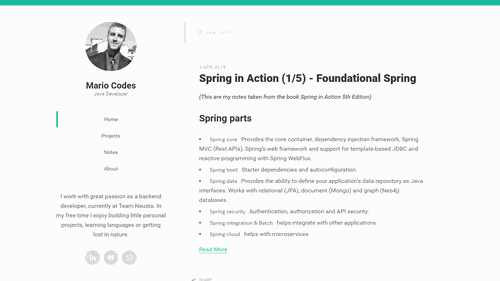 Mario Codes
Java Developer
Home
Projects
Notes
About
I work with great passion as a backend
developer, currently at Team Neusta. In
my free time I enjoy building little personal
projects, learning languages or getting
lost in nature.
3 APR 2019
Spring in Action (1/5) - Foundational Spring
(This are my notes taken from the book Spring in Action 5th Edition)
Spring parts
• Spring core Provides the core container, dependency injection framework, Spring
MVC (Rest APIs), Spring's web framework and support for template-based JDBC and
reactive programming with Spring WebFlux.
• Spring boot Starter dependencies and autoconfiguration.
• Spring data Provides the ability to define your application's data repository as Java
interfaces. Works with relational (JPA), document (Mongo) and graph (Neo4j)
databases.
• Spring security Authentication, authorization and API security.
• Spring integration & Batch helps integrate with other applications
• Spring cloud helps with microservices
Read More